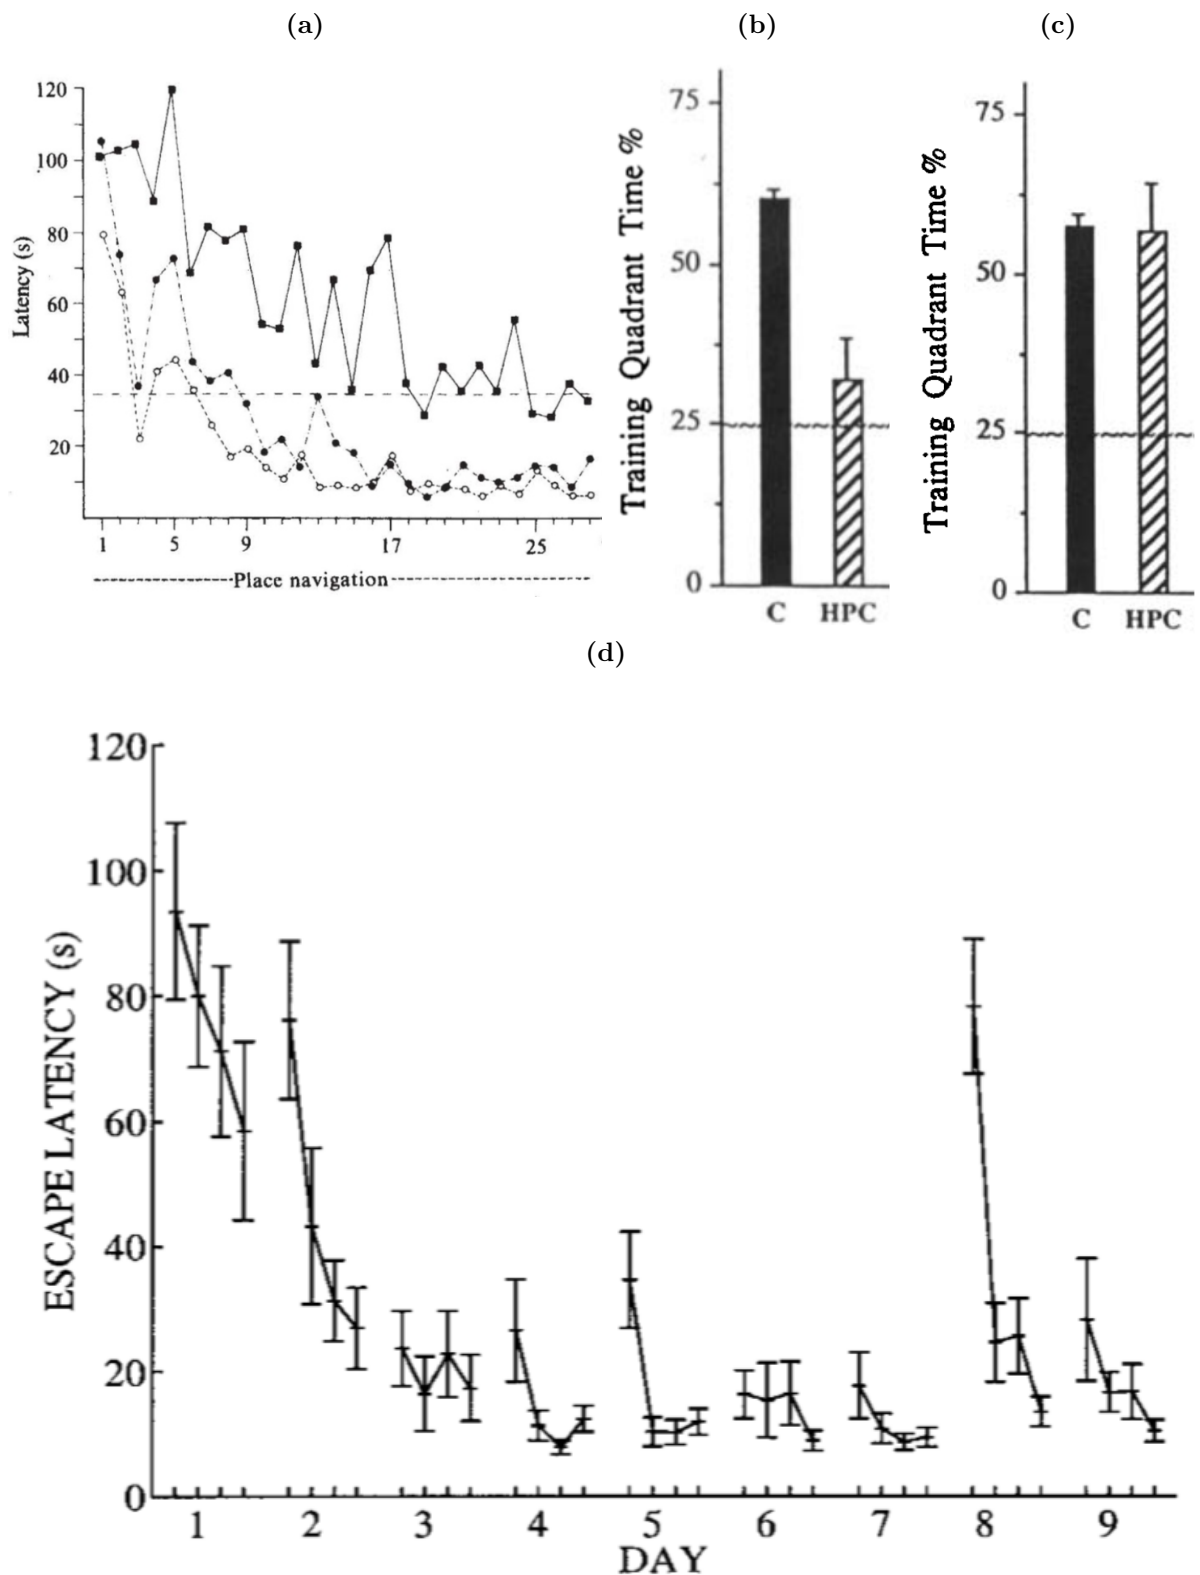 (a)
120
100
80
60
40
20
Latency (s)
1 5 9 17 25
Place navigation
(b)
75
50
25
0
Training Quadrant Time %
C HPC
(c)
75
50
25
0
Training Quadrant Time %
C HPC
(d)
120
100
80
60
40
20
0
ESCAPE LATENCY (s)
1 2 3 4 5 6 7 8 9
DAY